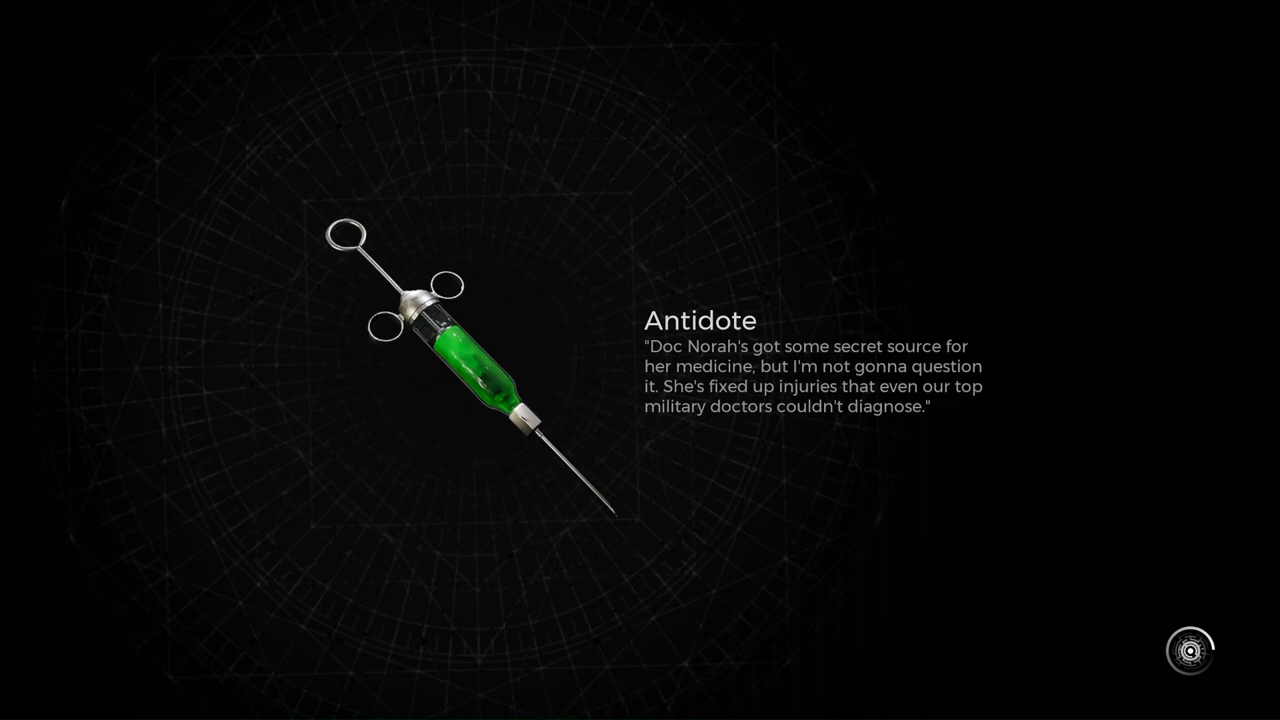 Antidote
"Doc Norah's got some secret source for
her medicine, but I'm not gonna question
it. She's fixed up injuries that even our top
military doctors couldn't diagnose."